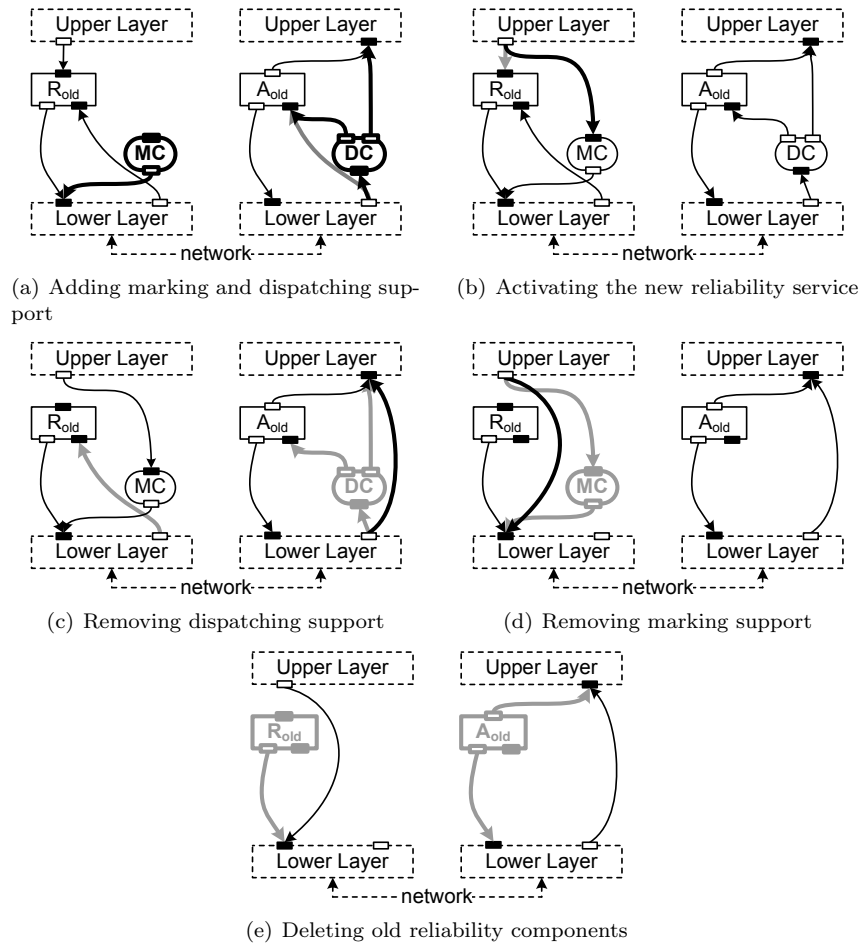 Upper Layer
Upper Layer
R_old
A_old
MC
DC
Lower Layer
Lower Layer
network
(a) Adding marking and dispatching sup-
port
Upper Layer
Upper Layer
R_old
A_old
MC
DC
Lower Layer
Lower Layer
network
(b) Activating the new reliability service
Upper Layer
Upper Layer
R_old
A_old
MC
DC
Lower Layer
Lower Layer
network
(c) Removing dispatching support
Upper Layer
Upper Layer
R_old
A_old
MC
Lower Layer
Lower Layer
network
(d) Removing marking support
Upper Layer
Upper Layer
R_old
A_old
Lower Layer
Lower Layer
network
(e) Deleting old reliability components